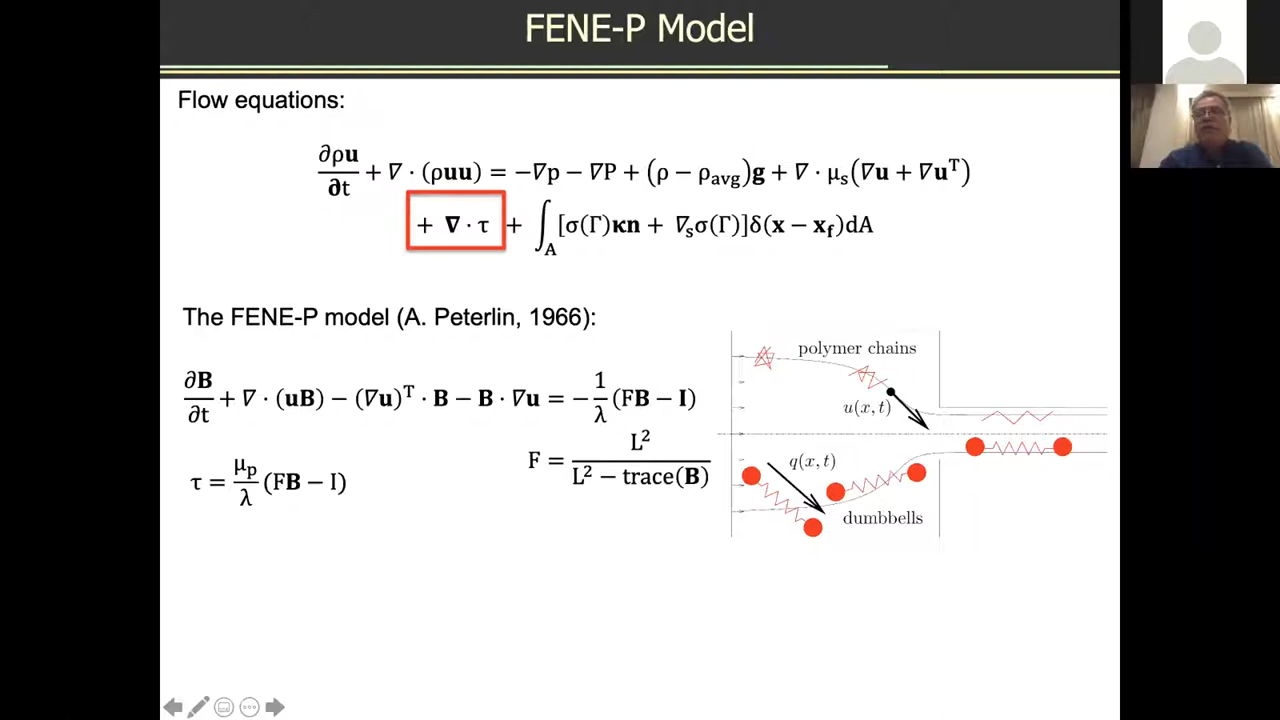 FENE-P Model
Flow equations:
∂ρ𝐮/𝛛t + ∇ · (ρ𝐮𝐮) = −∇p − ∇P + (ρ − ρ_avg)𝐠 + ∇ · μ_s(∇𝐮 + ∇𝐮^T)
+ 𝛁 · τ + ∫_A [σ(Γ)𝛋𝐧 + ∇_sσ(Γ)]δ(𝐱 − 𝐱_𝐟)dA
The FENE-P model (A. Peterlin, 1966):
∂𝐁/∂t + ∇ · (𝐮𝐁) − (∇𝐮)^T · 𝐁 − 𝐁 · ∇𝐮 = −1/λ (F𝐁 − 𝐈)
τ = μ_p/λ (F𝐁 − I)
F = L²/(L² − trace(𝐁))
polymer chains
u(x, t)
q(x, t)
dumbbells